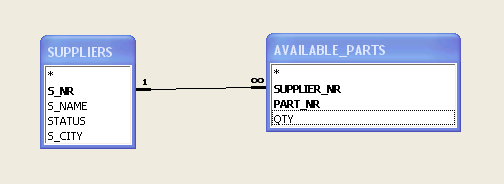 SUPPLIERS
*
S_NR
S_NAME
STATUS
S_CITY
1
∞
AVAILABLE_PARTS
*
SUPPLIER_NR
PART_NR
QTY